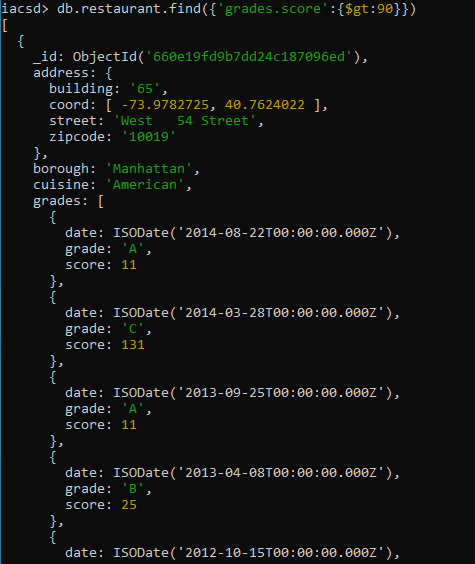 iacsd> db.restaurant.find({'grades.score':{$gt:90}})
[
  {
    _id: ObjectId('660e19fd9b7dd24c187096ed'),
    address: {
      building: '65',
      coord: [ -73.9782725, 40.7624022 ],
      street: 'West   54 Street',
      zipcode: '10019'
    },
    borough: 'Manhattan',
    cuisine: 'American',
    grades: [
      {
        date: ISODate('2014-08-22T00:00:00.000Z'),
        grade: 'A',
        score: 11
      },
      {
        date: ISODate('2014-03-28T00:00:00.000Z'),
        grade: 'C',
        score: 131
      },
      {
        date: ISODate('2013-09-25T00:00:00.000Z'),
        grade: 'A',
        score: 11
      },
      {
        date: ISODate('2013-04-08T00:00:00.000Z'),
        grade: 'B',
        score: 25
      },
      {
        date: ISODate('2012-10-15T00:00:00.000Z'),